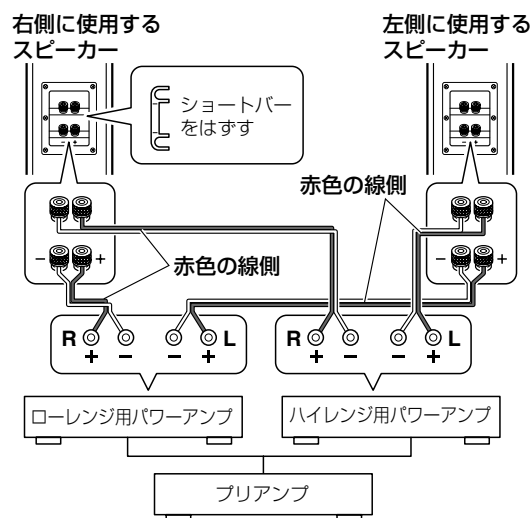 右側に使用する
スピーカー
左側に使用する
スピーカー
ショートバー
をはずす
− +
− +
赤色の線側
− +
− +
赤色の線側
R + − − + L
R + − − + L
ローレンジ用パワーアンプ
ハイレンジ用パワーアンプ
プリアンプ